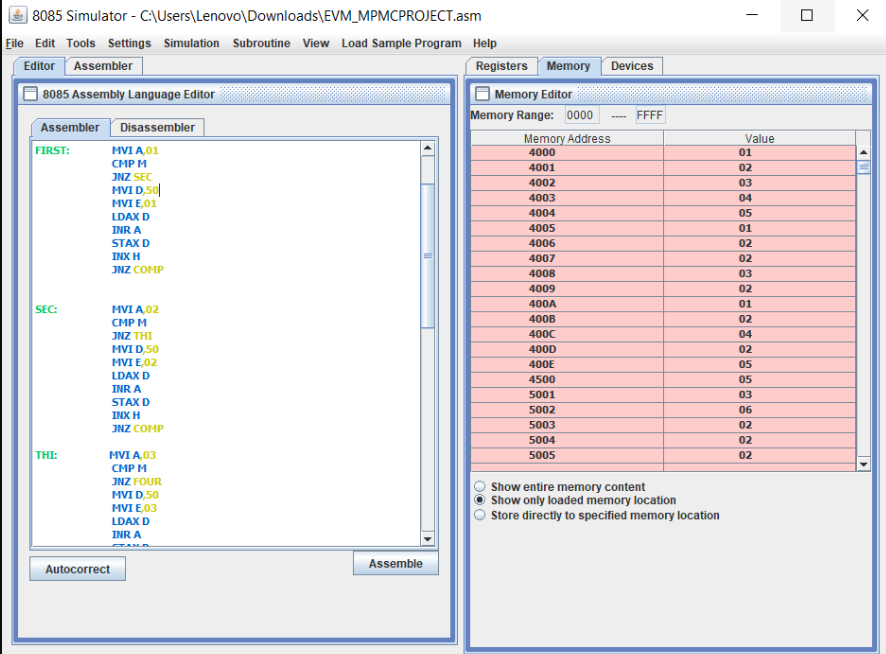 8085 Simulator - C:\Users\Lenovo\Downloads\EVM_MPMCPROJECT.asm
File Edit Tools Settings Simulation Subroutine View Load Sample Program Help
Editor Assembler
8085 Assembly Language Editor
Assembler Disassembler
FIRST: MVI A,01
CMP M
JNZ SEC
MVI D,50
MVI E,01
LDAX D
INR A
STAX D
INX H
JNZ COMP
SEC: MVI A,02
CMP M
JNZ THI
MVI D,50
MVI E,02
LDAX D
INR A
STAX D
INX H
JNZ COMP
THI: MVI A,03
CMP M
JNZ FOUR
MVI D,50
MVI E,03
LDAX D
INR A
STAX D
Autocorrect
Assemble
Registers Memory Devices
Memory Editor
Memory Range: 0000 ---- FFFF
Memory Address Value
4000 01
4001 02
4002 03
4003 04
4004 05
4005 01
4006 02
4007 02
4008 03
4009 02
400A 01
400B 02
400C 04
400D 02
400E 05
4500 05
5001 03
5002 06
5003 02
5004 02
5005 02
Show entire memory content
Show only loaded memory location
Store directly to specified memory location